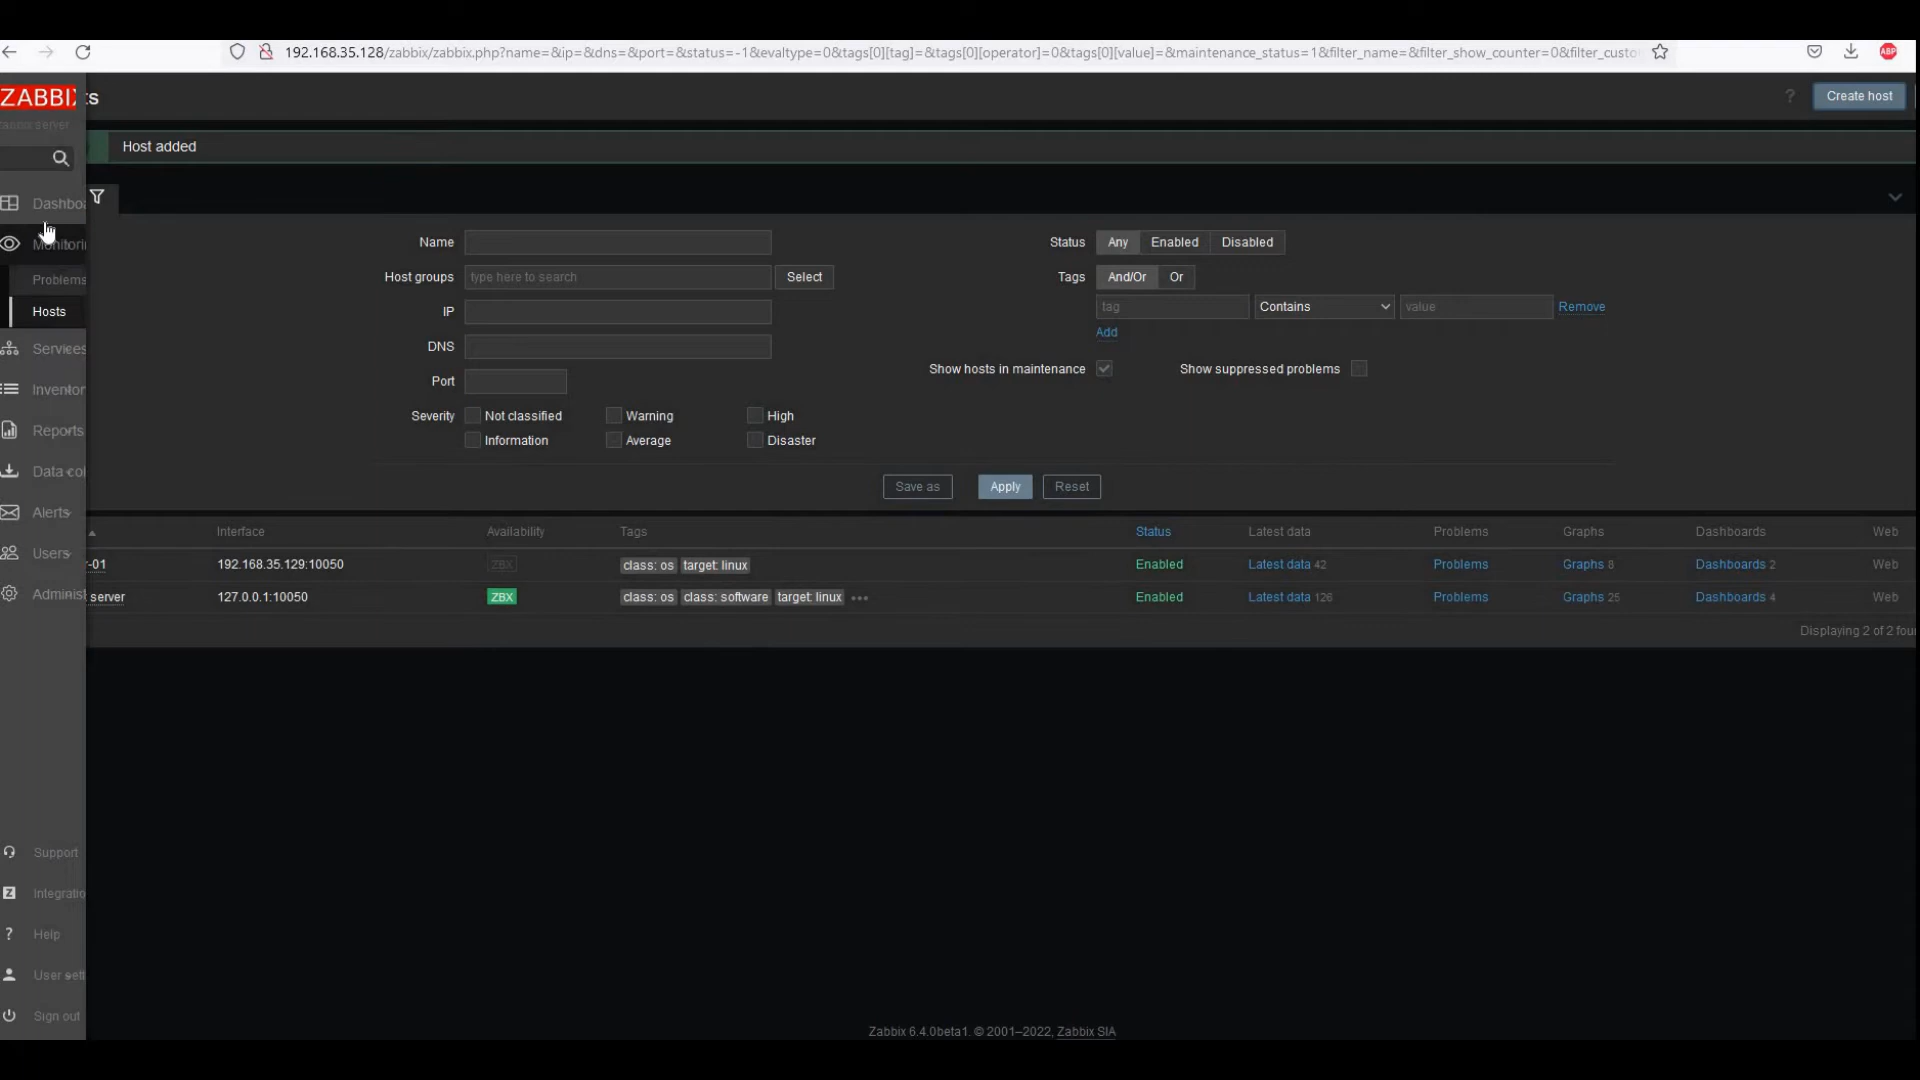 192.168.35.128/zabbix/zabbix.php?name=&ip=&dns=&port=&status=-1&evaltype=0&tags[0][tag]=&tags[0][operator]=0&tags[0][value]=&maintenance_status=1&filter_name=&filter_show_counter=0&filter_custo
ABP
ZABBIX ts
? Create host
zabbix server
Host added
Dashboa
Monitori
Problems
Hosts
Services
Inventor
Reports
Data col
Alerts
Users
Administ
Name
Host groups type here to search Select
IP
DNS
Port
Severity Not classified Warning High
Information Average Disaster
Status Any Enabled Disabled
Tags And/Or Or
tag Contains value Remove
Add
Show hosts in maintenance Show suppressed problems
Save as Apply Reset
Interface Availability Tags Status Latest data Problems Graphs Dashboards Web
-01 192.168.35.129:10050 ZBX class: os target: linux Enabled Latest data 42 Problems Graphs 8 Dashboards 2 Web
server 127.0.0.1:10050 ZBX class: os class: software target: linux ••• Enabled Latest data 126 Problems Graphs 25 Dashboards 4 Web
Displaying 2 of 2 fou
Support
Z Integratio
? Help
User setti
Sign out
Zabbix 6.4.0beta1. © 2001–2022, Zabbix SIA